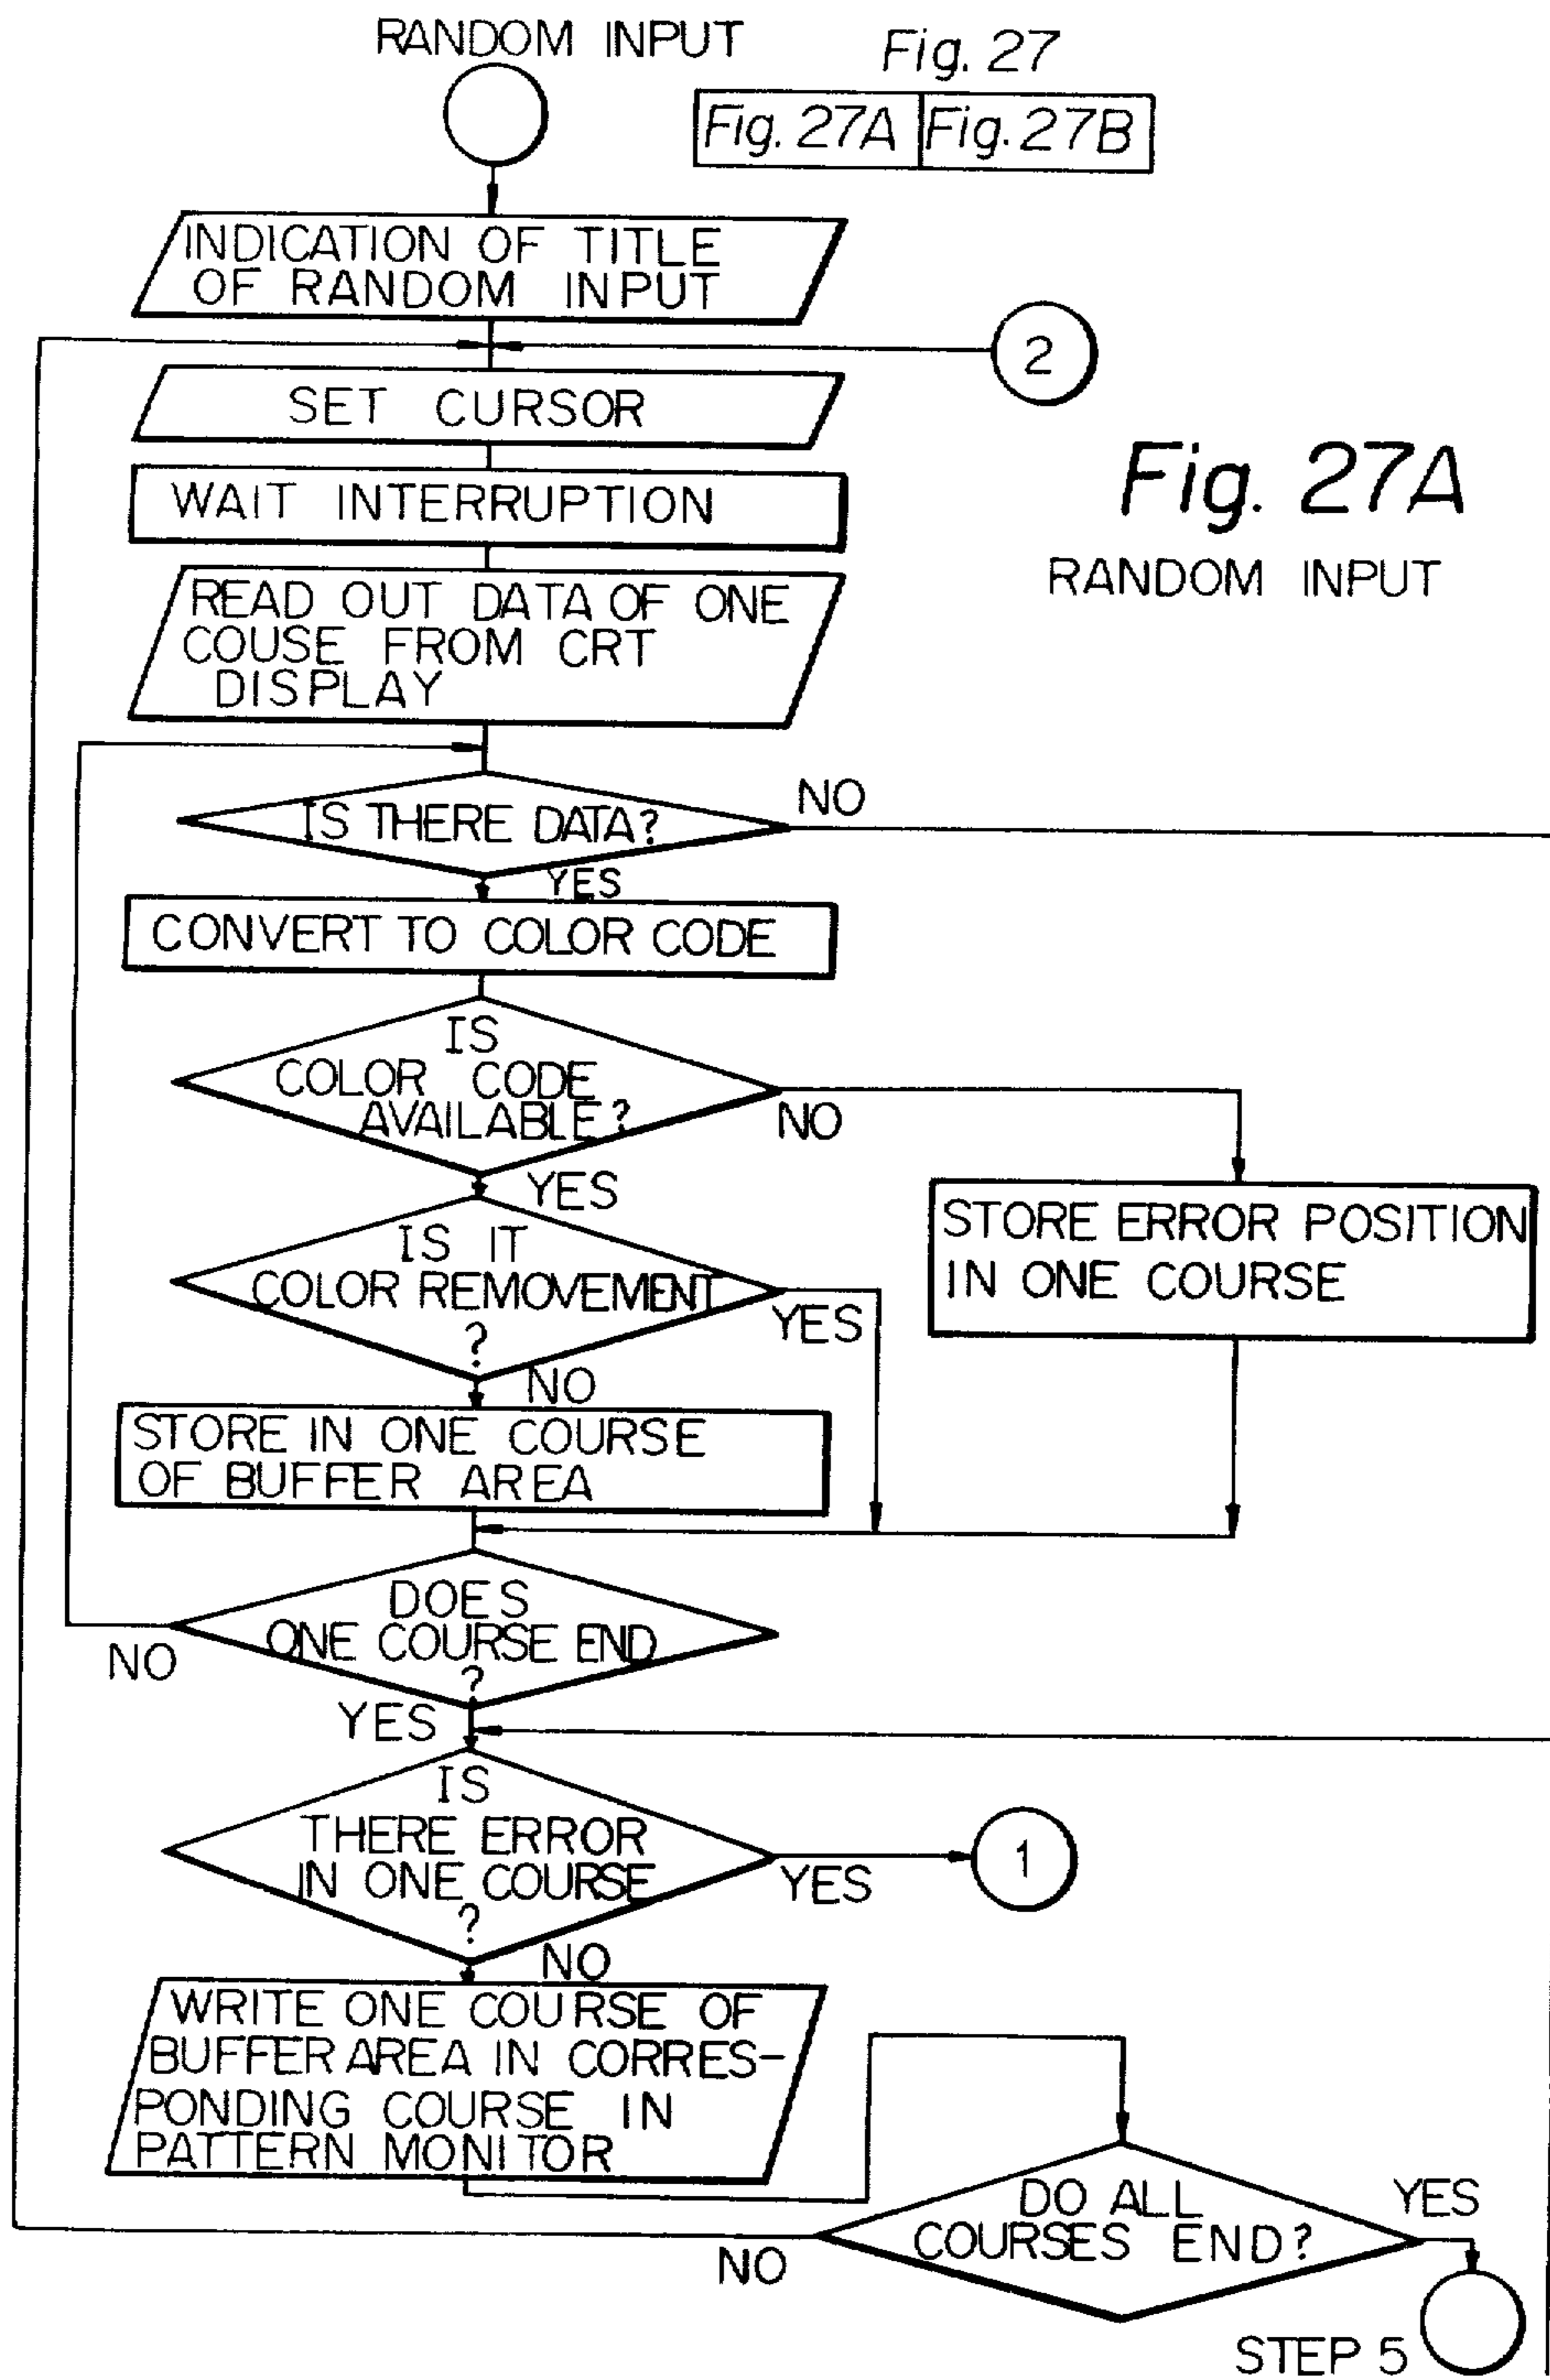 RANDOM INPUT
Fig. 27
Fig. 27A Fig. 27B
INDICATION OF TITLE
OF RANDOM INPUT
2
SET CURSOR
Fig. 27A
WAIT INTERRUPTION
RANDOM INPUT
READ OUT DATA OF ONE
COUSE FROM CRT
DISPLAY
IS THERE DATA?
NO
YES
CONVERT TO COLOR CODE
IS
COLOR CODE
AVAILABLE?
NO
YES
STORE ERROR POSITION
IN ONE COURSE
IS IT
COLOR REMOVEMENT
?
YES
NO
STORE IN ONE COURSE
OF BUFFER AREA
DOES
ONE COURSE END
?
NO
YES
IS
THERE ERROR
IN ONE COURSE
?
YES
1
NO
WRITE ONE COURSE OF
BUFFER AREA IN CORRES-
PONDING COURSE IN
PATTERN MONITOR
DO ALL
COURSES END?
YES
NO
STEP 5